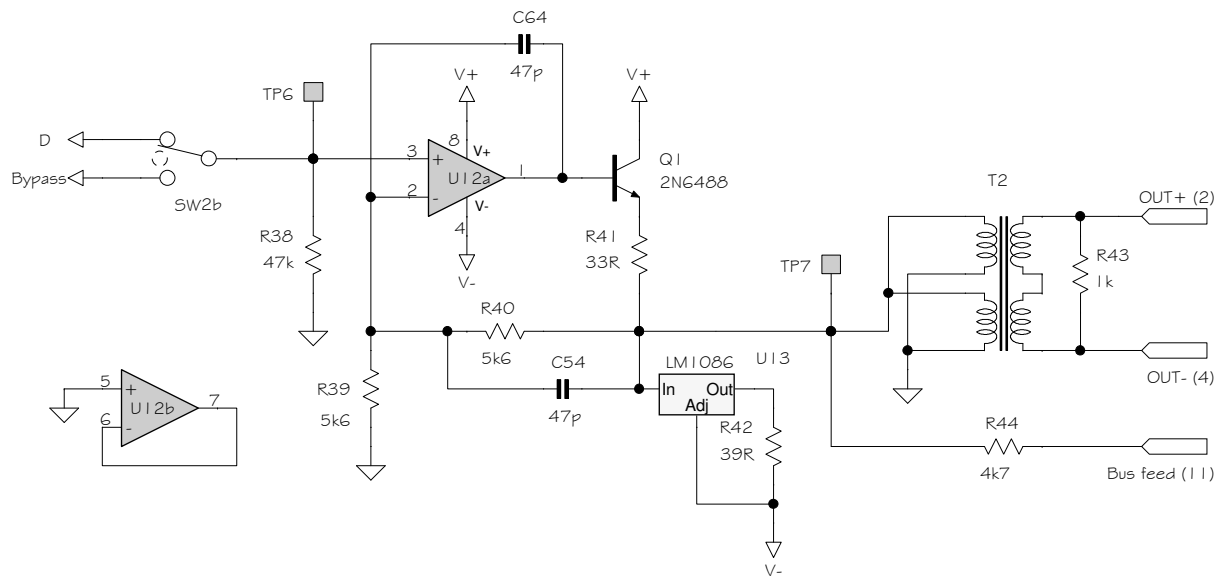 C64
47p
V+
V+
TP6
D
8
V+
3
+
1
Q1
2N6488
U12a
Bypass
2
-
V-
SW2b
4
T2
OUT+ (2)
R38
47k
R41
33R
V-
TP7
R43
1k
R40
5k6
C54
LM1086
U13
OUT- (4)
R39
5k6
In
Out
Adj
5
+
U12b
7
6
-
47p
R42
39R
R44
4k7
Bus feed (11)
V-